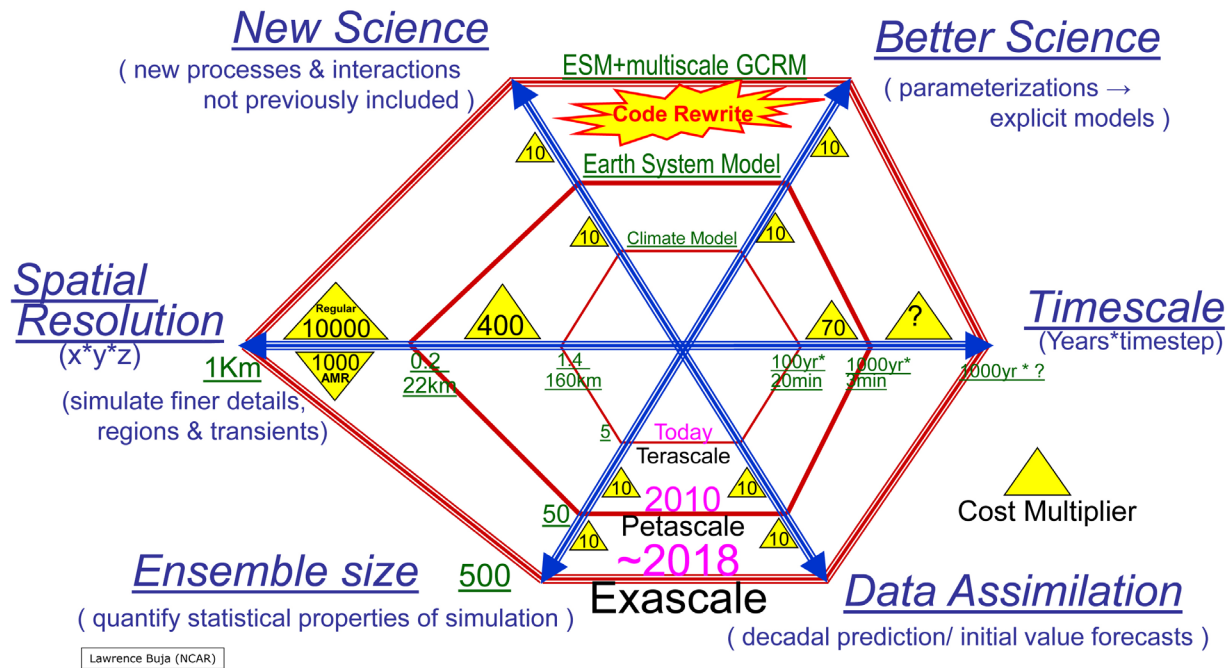 New Science
( new processes & interactions
not previously included )
Better Science
( parameterizations →
explicit models )
ESM+multiscale GCRM
Code Rewrite
10
10
Earth System Model
10
10
Climate Model
Spatial
Resolution
(x*y*z)
Regular
10000
1000
AMR
400
70
?
Timescale
(Years*timestep)
1Km
0.2
22km
1.4
160km
100yr*
20min
1000yr*
3min
1000yr * ?
(simulate finer details,
regions & transients)
5
Today
Terascale
10
10
2010
50
Petascale
10
10
~2018
Exascale
Cost Multiplier
Ensemble size
500
( quantify statistical properties of simulation )
Data Assimilation
( decadal prediction/ initial value forecasts )
Lawrence Buja (NCAR)